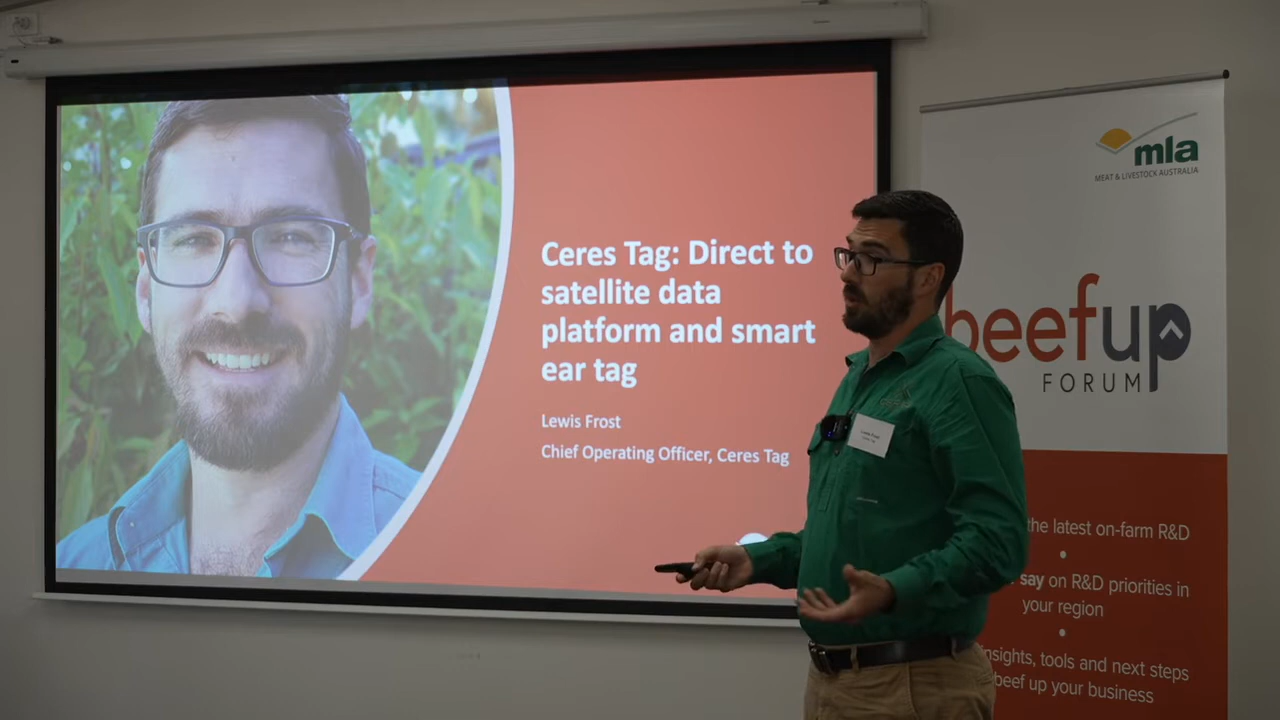 Ceres Tag: Direct to
satellite data
platform and smart
ear tag
Lewis Frost
Chief Operating Officer, Ceres Tag
mla
MEAT & LIVESTOCK AUSTRALIA
beefup
FORUM
the latest on-farm R&D
say on R&D priorities in
your region
insights, tools and next steps
beef up your business
Lewis Frost